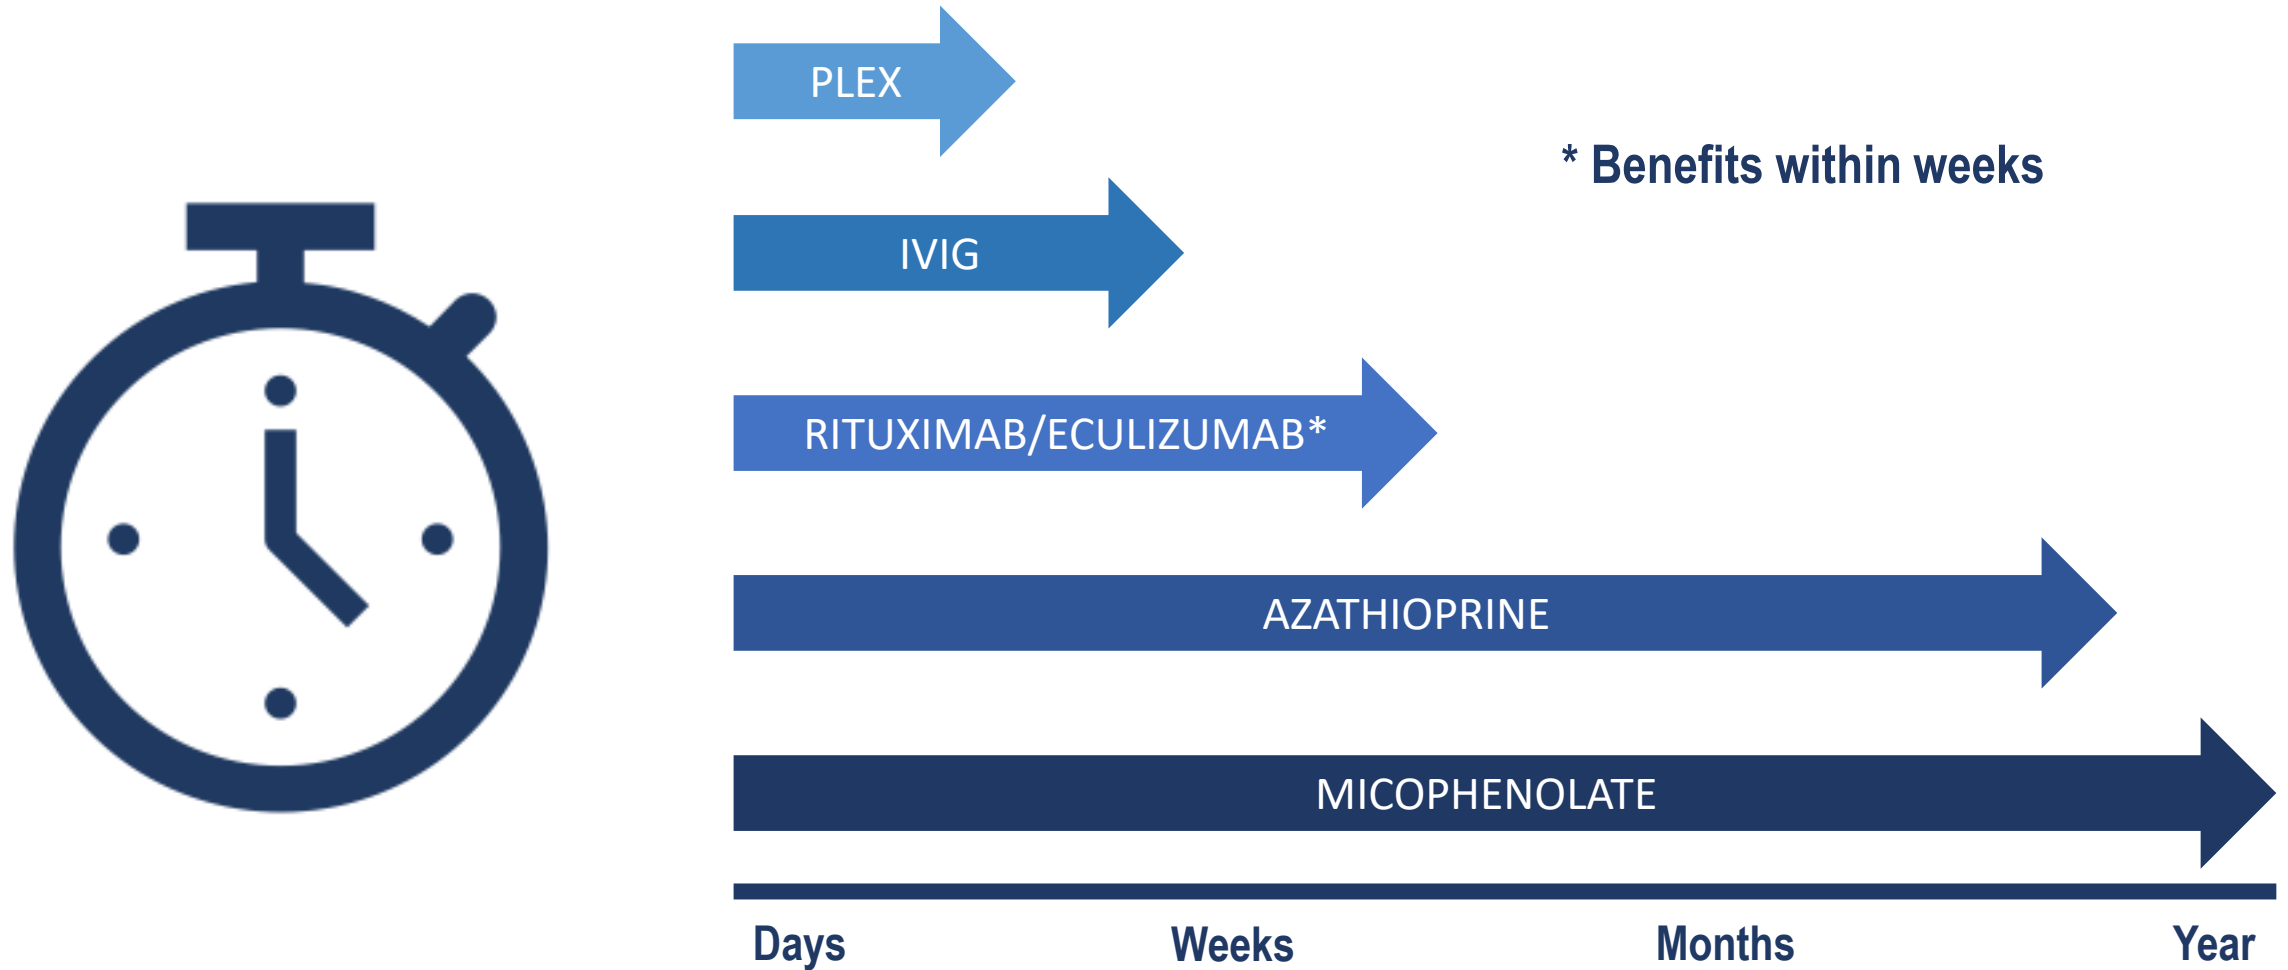 PLEX
* Benefits within weeks
IVIG
RITUXIMAB/ECULIZUMAB*
AZATHIOPRINE
MICOPHENOLATE
Days Weeks Months Year